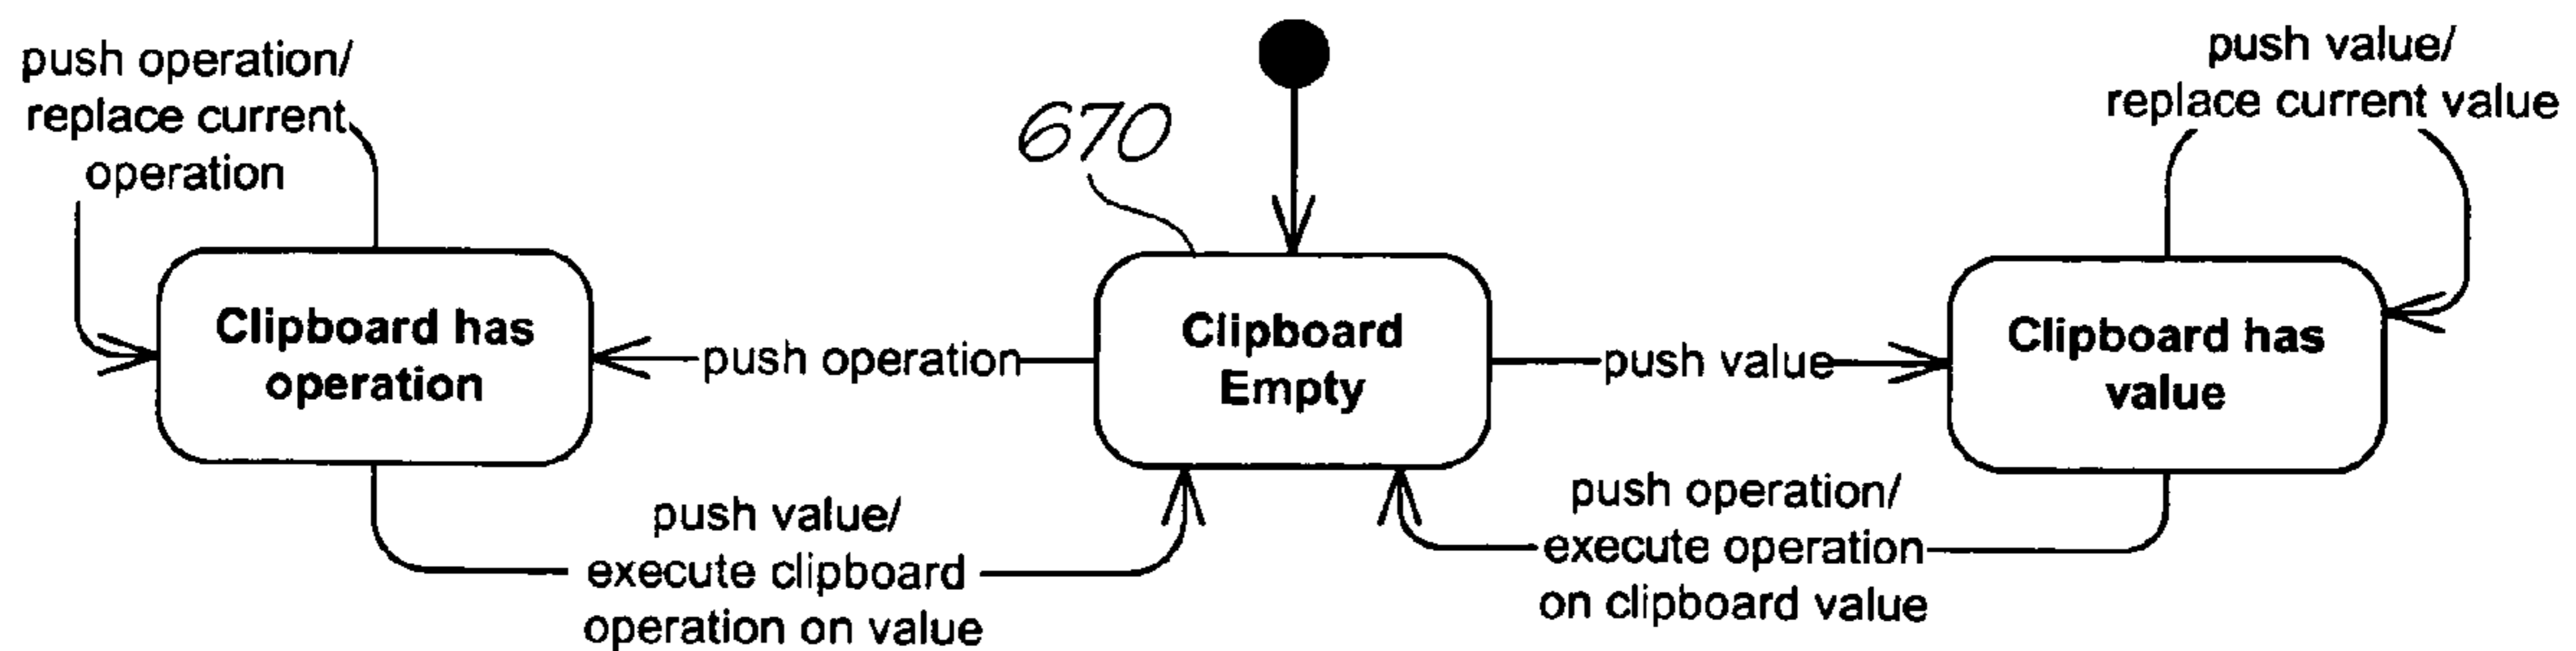 push operation/
replace current
operation
670
push value/
replace current value
Clipboard has
operation
push operation
Clipboard
Empty
push value
Clipboard has
value
push value/
execute clipboard
operation on value
push operation/
execute operation
on clipboard value